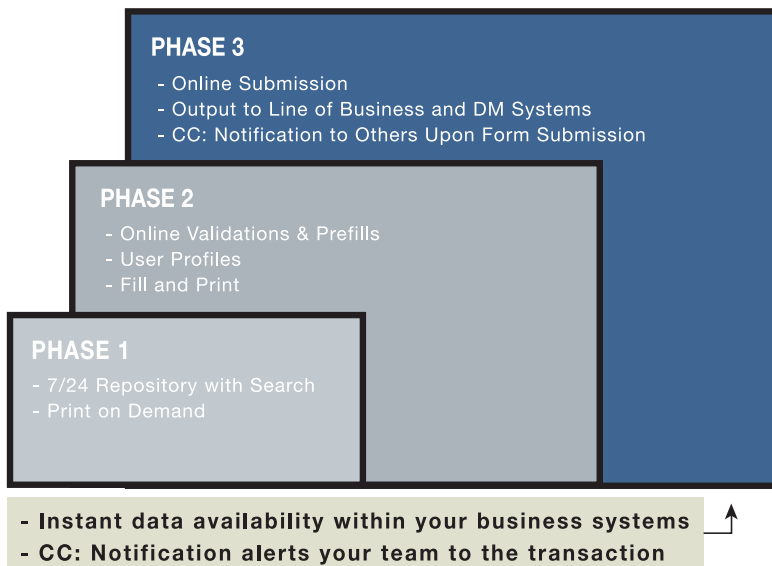 PHASE 3
- Online Submission
- Output to Line of Business and DM Systems
- CC: Notification to Others Upon Form Submission
PHASE 2
- Online Validations & Prefills
- User Profiles
- Fill and Print
PHASE 1
- 7/24 Repository with Search
- Print on Demand
- Instant data availability within your business systems
- CC: Notification alerts your team to the transaction